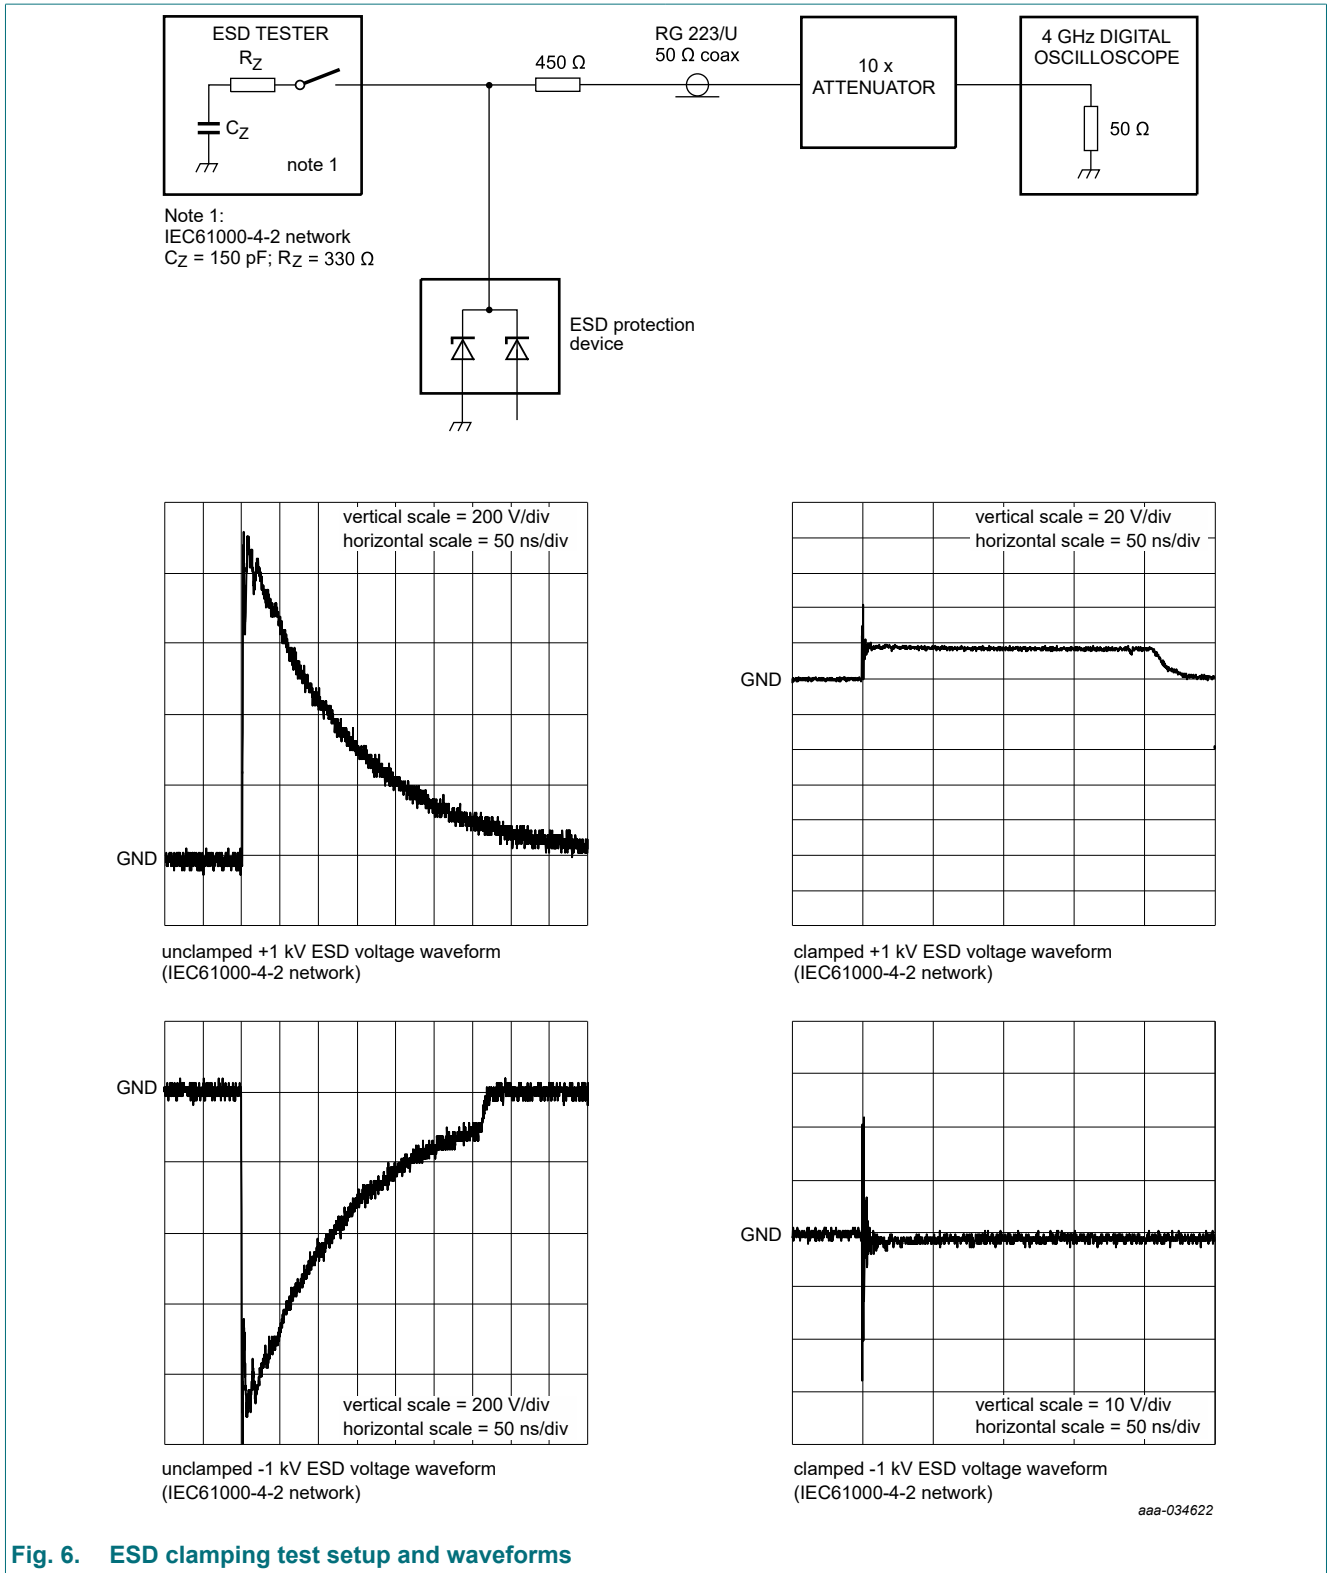 ESD TESTER
RZ
CZ
note 1
450 Ω
RG 223/U
50 Ω coax
10 x
ATTENUATOR
4 GHz DIGITAL
OSCILLOSCOPE
50 Ω
Note 1:
IEC61000-4-2 network
CZ = 150 pF; RZ = 330 Ω
ESD protection
device
vertical scale = 200 V/div
horizontal scale = 50 ns/div
GND
unclamped +1 kV ESD voltage waveform
(IEC61000-4-2 network)
vertical scale = 20 V/div
horizontal scale = 50 ns/div
GND
clamped +1 kV ESD voltage waveform
(IEC61000-4-2 network)
GND
vertical scale = 200 V/div
horizontal scale = 50 ns/div
unclamped -1 kV ESD voltage waveform
(IEC61000-4-2 network)
GND
vertical scale = 10 V/div
horizontal scale = 50 ns/div
clamped -1 kV ESD voltage waveform
(IEC61000-4-2 network)
aaa-034622
Fig. 6. ESD clamping test setup and waveforms